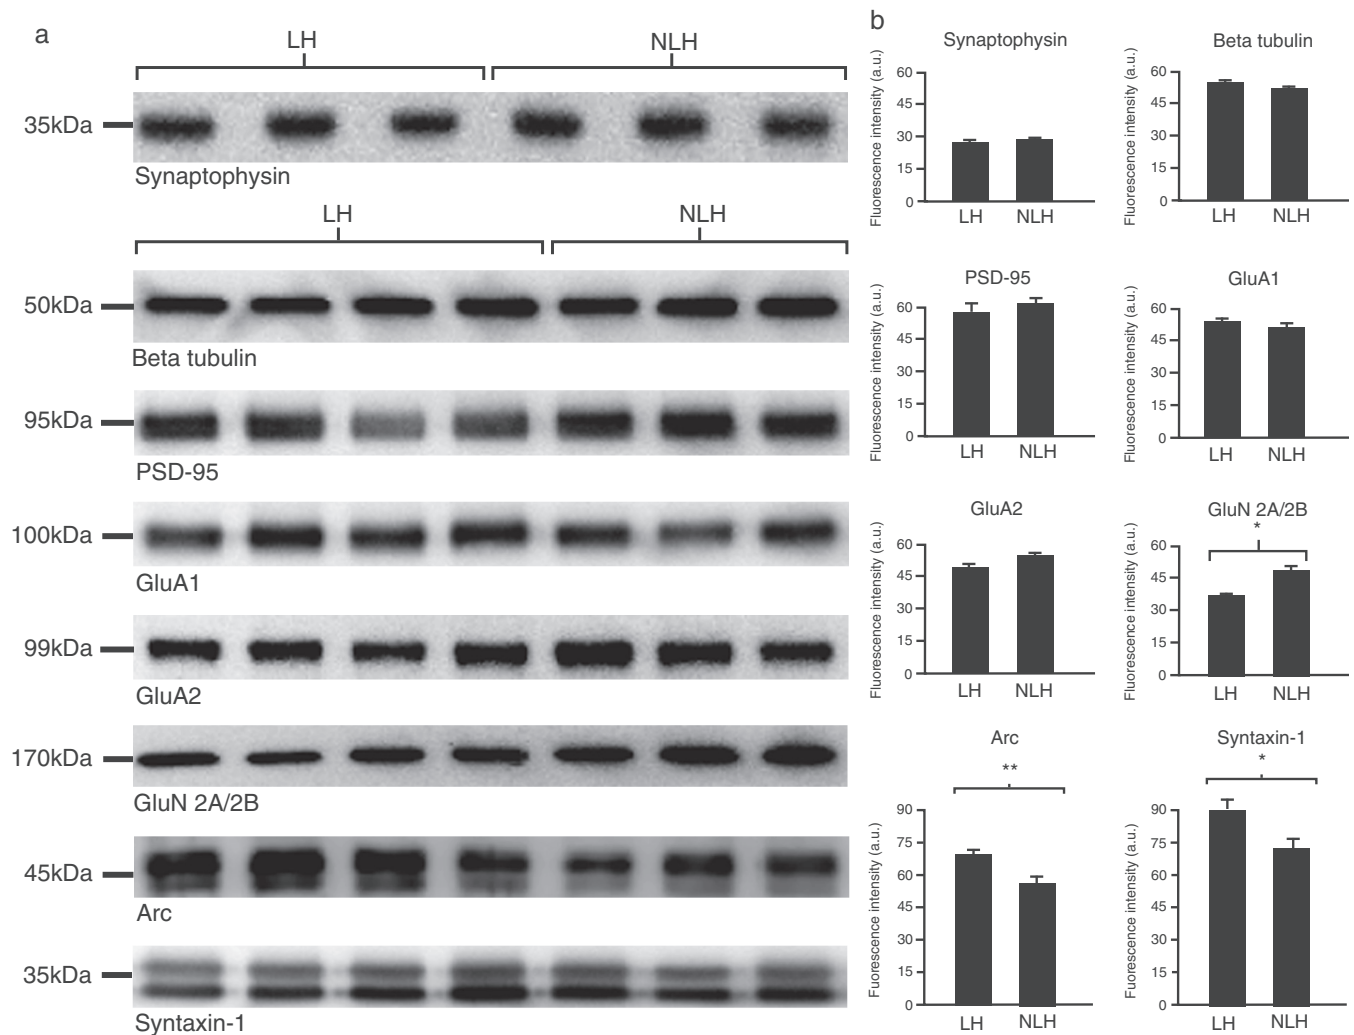 a
LH NLH
35kDa
Synaptophysin
LH NLH
50kDa
Beta tubulin
95kDa
PSD-95
100kDa
GluA1
99kDa
GluA2
170kDa
GluN 2A/2B
45kDa
Arc
35kDa
Syntaxin-1
b
Synaptophysin
Fluorescence intensity (a.u.)
60
45
30
15
0
LH NLH
Beta tubulin
Fluorescence intensity (a.u.)
60
45
30
15
0
LH NLH
PSD-95
Fluorescence intensity (a.u.)
60
45
30
15
0
LH NLH
GluA1
Fluorescence intensity (a.u.)
60
45
30
15
0
LH NLH
GluA2
Fluorescence intensity (a.u.)
60
45
30
15
0
LH NLH
GluN 2A/2B
*
Fluorescence intensity (a.u.)
60
45
30
15
0
LH NLH
Arc
**
Fuorescence intensity (a.u.)
90
75
60
45
30
15
0
LH NLH
Syntaxin-1
*
Fluorescence intensity (a.u.)
90
75
60
45
30
15
0
LH NLH